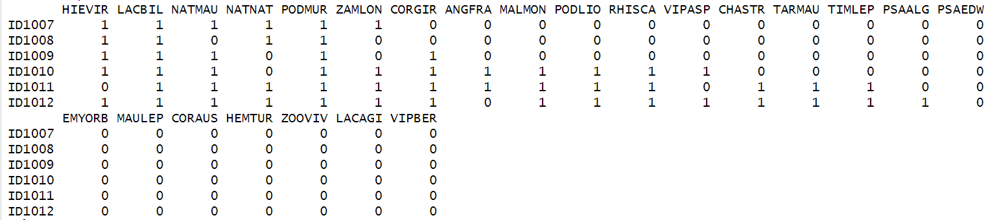 HIEVIR LACBIL NATMAU NATNAT PODMUR ZAMLON CORGIR ANGFRA MALMON PODLIO RHISCA VIPASP CHASTR TARMAU TIMLEP PSAALG PSAEDW
ID1007 1 1 1 1 1 1 0 0 0 0 0 0 0 0 0 0 0
ID1008 1 1 0 1 1 0 0 0 0 0 0 0 0 0 0 0 0
ID1009 1 1 1 0 1 0 1 0 0 0 0 0 0 0 0 0 0
ID1010 1 1 1 0 1 1 1 1 1 1 1 1 0 0 0 0 0
ID1011 0 1 1 1 1 1 1 1 1 1 1 0 1 1 1 0 0
ID1012 1 1 1 1 1 1 1 0 1 1 1 1 1 1 1 1 0
EMYORB MAULEP CORAUS HEMTUR ZOOVIV LACAGI VIPBER
ID1007 0 0 0 0 0 0 0
ID1008 0 0 0 0 0 0 0
ID1009 0 0 0 0 0 0 0
ID1010 0 0 0 0 0 0 0
ID1011 0 0 0 0 0 0 0
ID1012 0 0 0 0 0 0 0